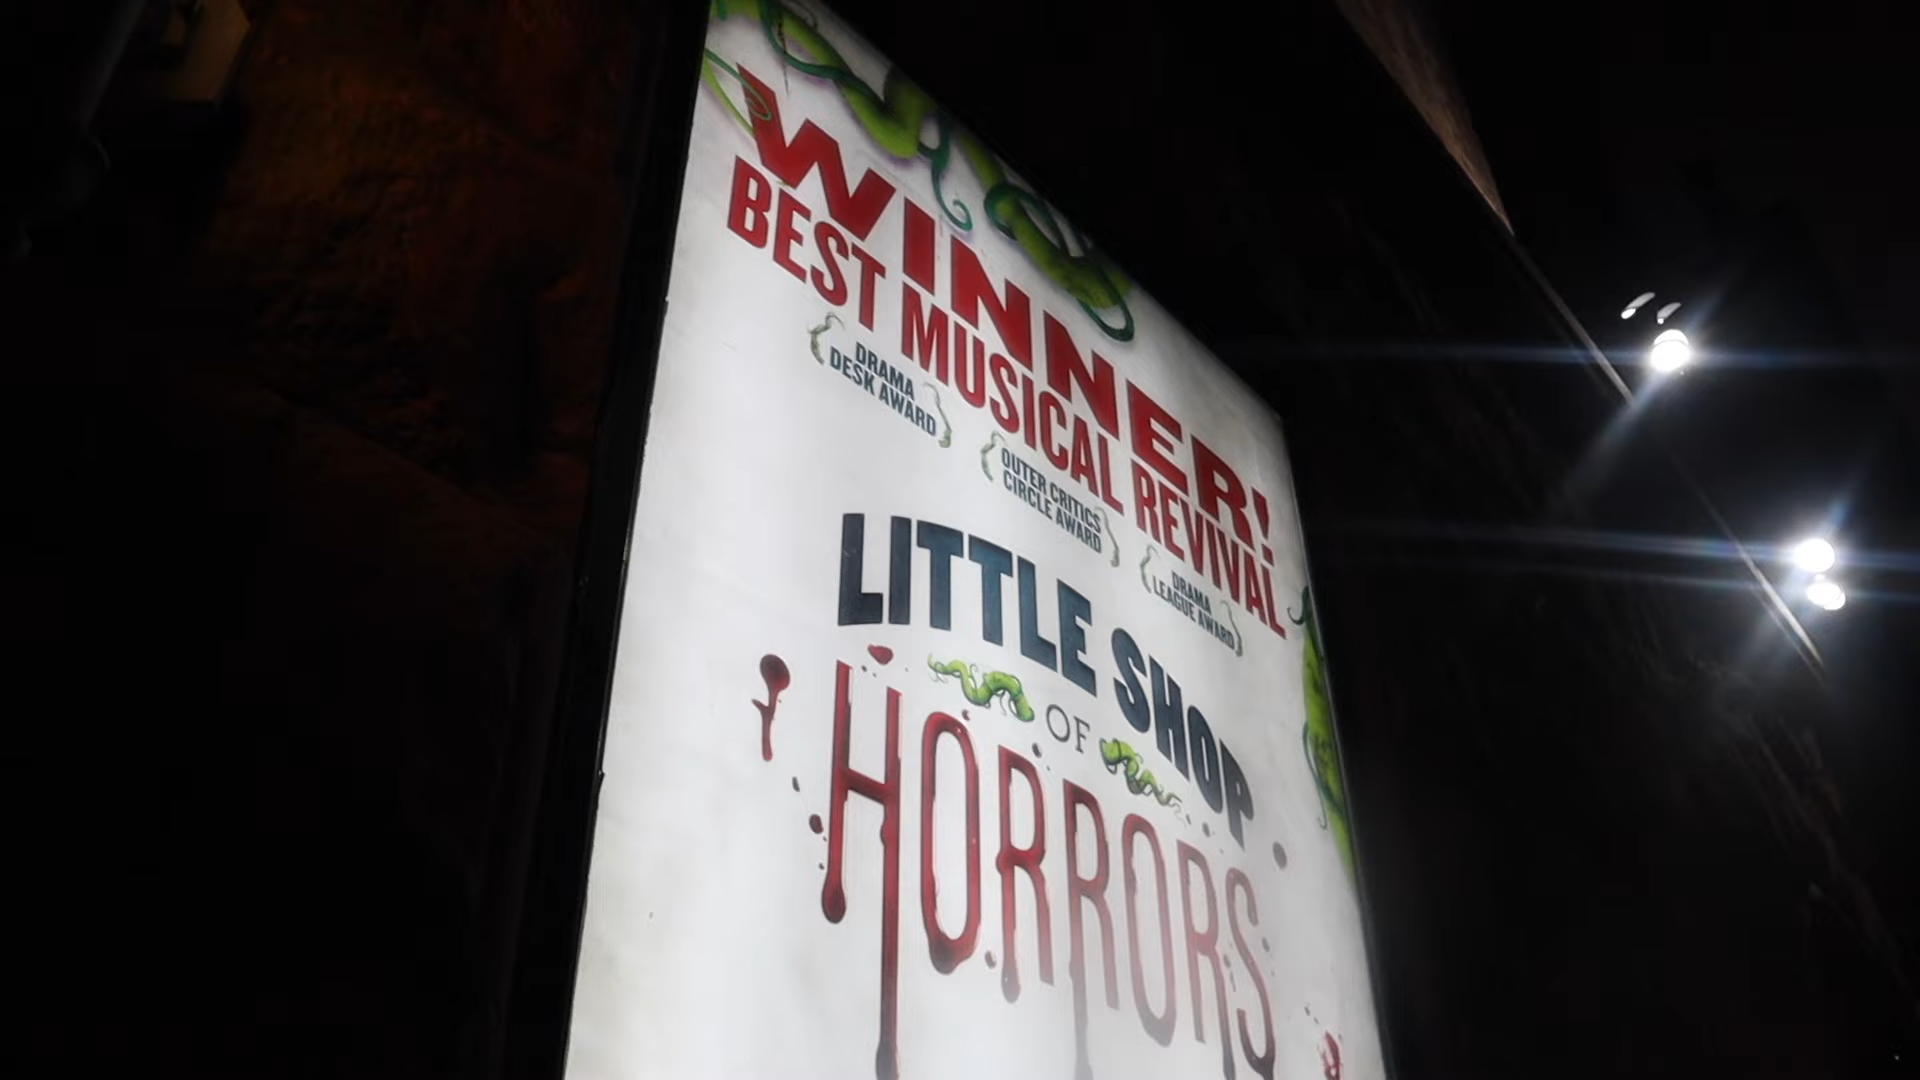 WINNER!
BEST MUSICAL REVIVAL
DRAMA
DESK AWARD
OUTER CRITICS
CIRCLE AWARD
DRAMA
LEAGUE AWARD
LITTLE SHOP
OF
HORRORS